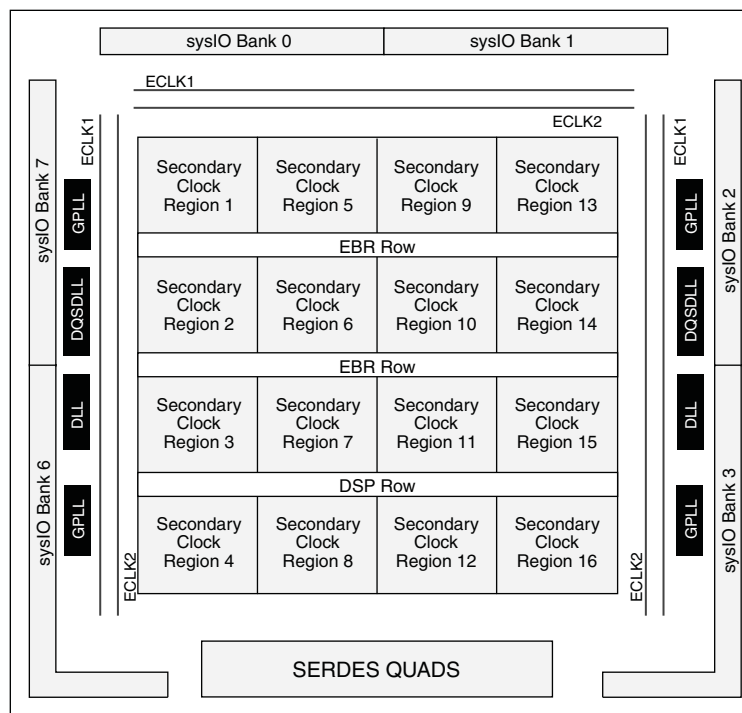 sysIO Bank 0
sysIO Bank 1
ECLK1
ECLK2
ECLK1
ECLK1
sysIO Bank 7
sysIO Bank 2
GPLL
GPLL
Secondary
Clock
Region 1
Secondary
Clock
Region 5
Secondary
Clock
Region 9
Secondary
Clock
Region 13
EBR Row
DQSDLL
DQSDLL
Secondary
Clock
Region 2
Secondary
Clock
Region 6
Secondary
Clock
Region 10
Secondary
Clock
Region 14
EBR Row
DLL
DLL
Secondary
Clock
Region 3
Secondary
Clock
Region 7
Secondary
Clock
Region 11
Secondary
Clock
Region 15
DSP Row
sysIO Bank 6
sysIO Bank 3
GPLL
GPLL
Secondary
Clock
Region 4
Secondary
Clock
Region 8
Secondary
Clock
Region 12
Secondary
Clock
Region 16
ECLK2
ECLK2
SERDES QUADS